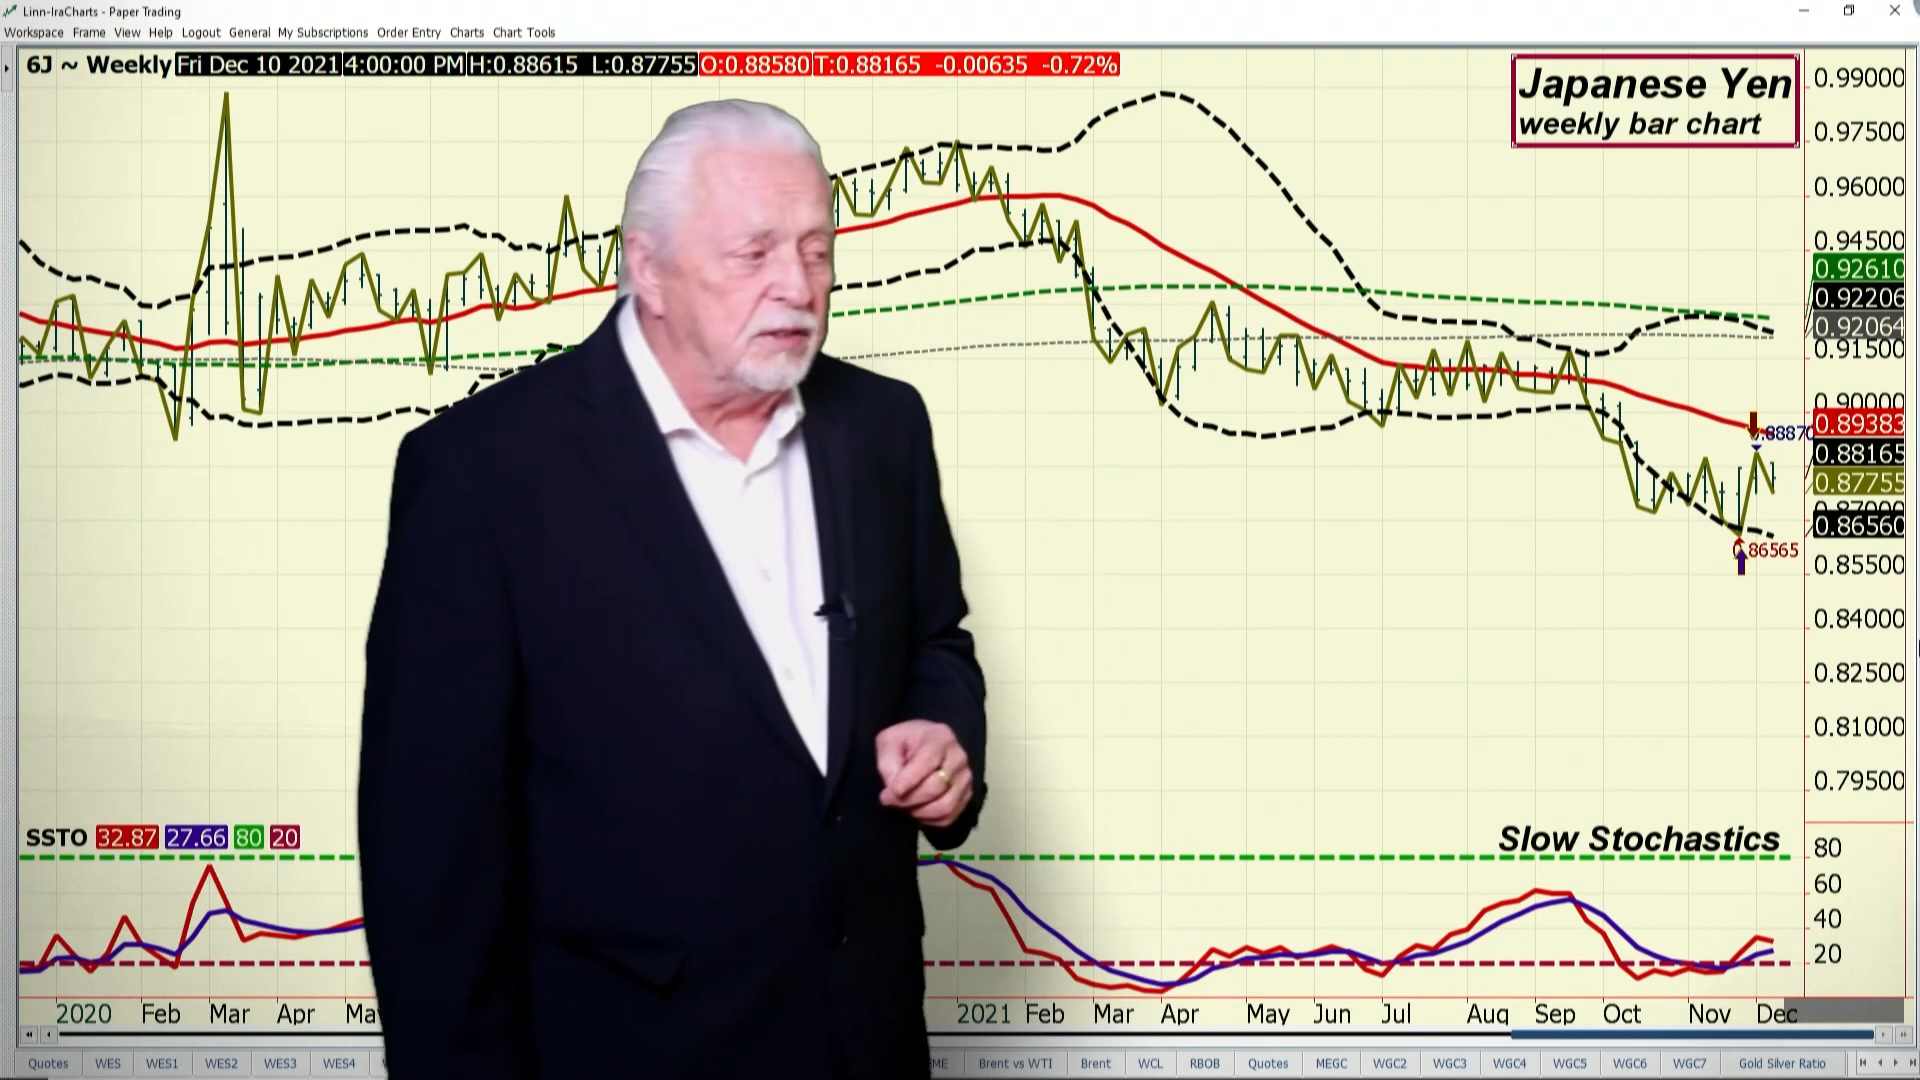 Linn-IraCharts - Paper Trading
Workspace Frame View Help Logout General My Subscriptions Order Entry Charts Chart Tools
6J ~ Weekly Fri Dec 10 2021 4:00:00 PM H:0.88615 L:0.87755 O:0.88580 T:0.88165 -0.00635 -0.72%
Japanese Yen
weekly bar chart
0.99000
0.97500
0.96000
0.94500
0.92610
0.92206
0.92064
0.91500
0.90000
0.89383
.88870
0.88165
0.87755
0.87000
0.86560
0.86565
0.85500
0.84000
0.82500
0.81000
0.79500
SSTO 32.87 27.66 80 20
Slow Stochastics
80
60
40
20
2020 Feb Mar Apr Ma 2021 Feb Mar Apr May Jun Jul Aug Sep Oct Nov Dec
Quotes WES WES1 WES2 WES3 WES4 ME Brent vs WTI Brent WCL RBOB Quotes MEGC WGC2 WGC3 WGC4 WGC5 WGC6 WGC7 Gold Silver Ratio